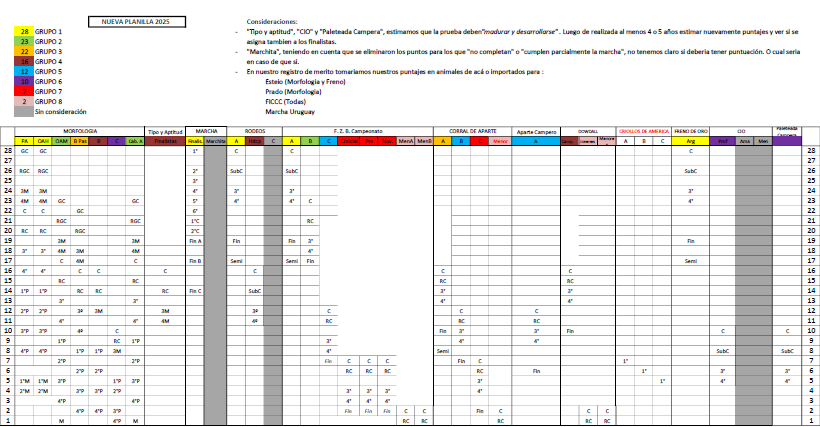 NUEVA PLANILLA 2025
28 GRUPO 1
23 GRUPO 2
22 GRUPO 3
16 GRUPO 4
12 GRUPO 5
10 GRUPO 6
7 GRUPO 7
2 GRUPO 8
Sin consideración
Consideraciones:
- "Tipo y aptitud", "CIO" y "Paleteada Campera", estimamos que la prueba deben"madurar y desarrollarse" . Luego de realizada al menos 4 o 5 años estimar nuevamente puntajes y ver si se
asigna tambien a los finalistas.
- "Marchita", teniendo en cuenta que se eliminaron los puntos para los que "no completan" o "cumplen parcialmente la marcha", no tenemos claro si deberia tener puntuación. O cual seria
en caso de que si.
- En nuestro registro de merito tomariamos nuestros puntajes en animales de acá o importados para :
Esteio (Morfologia y Freno)
Prado (Morfologia)
FICCC (Todas)
Marcha Uruguay
MORFOLOGIA Tipo y Aptitud MARCHA RODEOS F. Z. B. Campeonato CORRAL DE APARTE Aparte Campero DOWDALL CRIOLLOS DE AMERICA FRENO DE ORO CIO Paleteada Campera
PA OAH OAM B Pac B C Cab. A Finalistas Finalis. Marchita A C A B C MenA MenB A B C Menor A A B C Arg Prof Ama Men
28 GC GC 1° C C C 28
27 27
26 RGC RGC 2° SubC SubC SubC 26
25 3° 25
24 3M 3M 4° 3° 3° 3° 24
23 4M 4M GC GC 5° 4° 4° C 4° 23
22 C C GC 6° 22
21 RGC RGC 1°C RC 21
20 RC RC RGC 2°C 20
19 3M 3M Fin A Fin Fin 3° Fin 19
18 3° 3° 4M 3M 4M 4° 18
17 C 4M C Fin B Semi Semi Fin Semi 17
16 4° 4° C C C C C C 16
15 RC RC RC RC RC 15
14 1°P 1°P RC RC RC Fin C SubC 3° 3° 14
13 3° 3° 4° 4° 13
12 2°P 2°P 3º 3M 3M 3º C C C 12
11 4° 4° 4M 4º RC RC RC 11
10 3°P 3°P 4º C Fin 3° 3° Fin C C 10
9 1°P RC 1°P 3° 4° 4° 9
8 4°P 4°P 1°P 1°P 3M 4° Semi SubC SubC 8
7 2°P 2°P Fin C C C Fin C 1° 7
6 2°P 2°P RC RC RC RC Fin 1° 3° 3° 6
5 1°M 1°M 3°P 1°P 3°P 3° 1° 4° 4° 5
4 2°M 2°M 3°P 2°P 3° 3° 3° 4° 4
3 4°P 4°P 4° 4° 4° 3
2 4°P 4°P 3°P Fin Fin Fin C C Fin C C C 2
1 M 4°P M RC RC RC RC RC 1